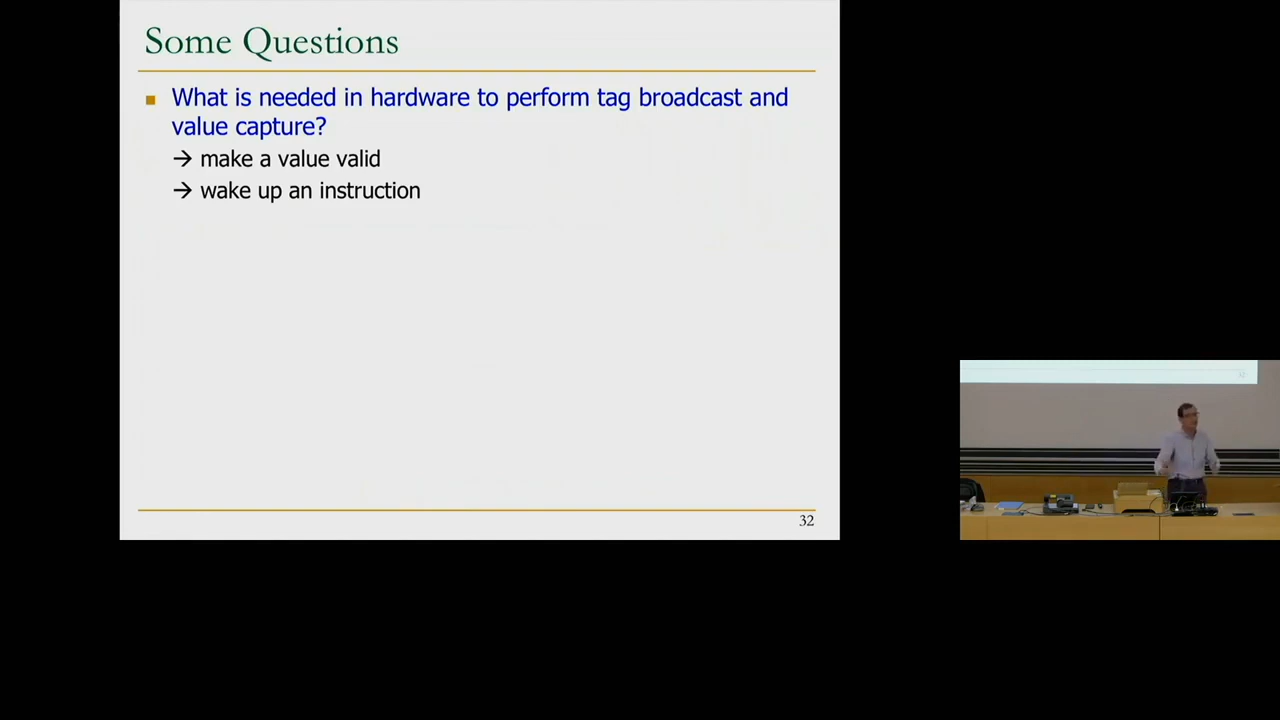 Some Questions
■ What is needed in hardware to perform tag broadcast and
value capture?
→ make a value valid
→ wake up an instruction
32
32